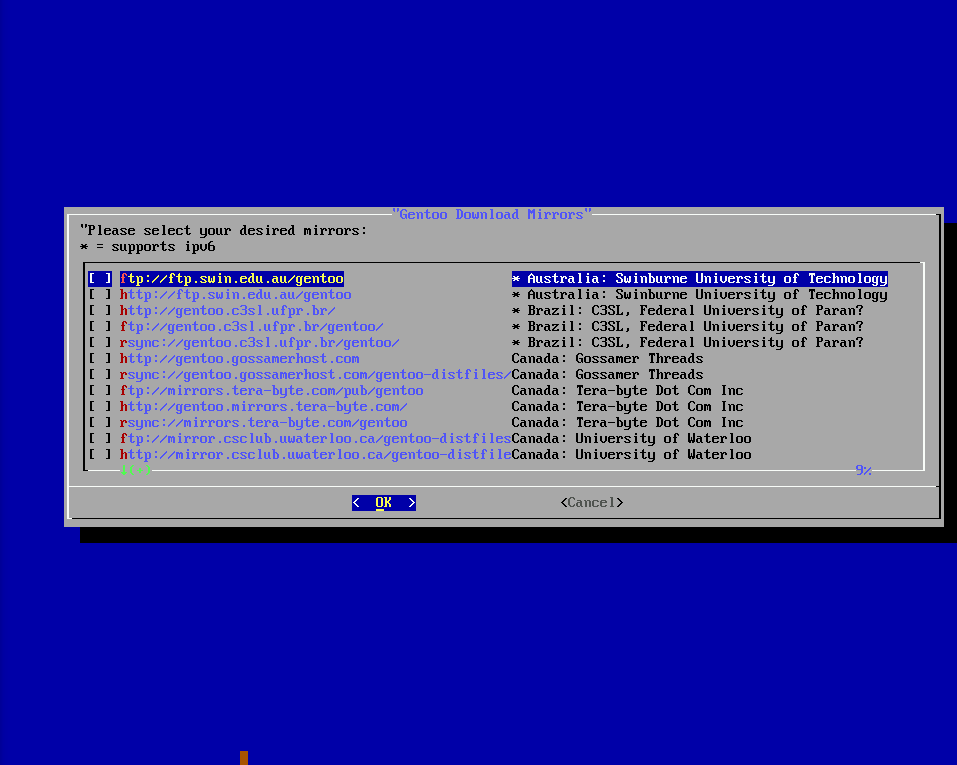 "Gentoo Download Mirrors"
"Please select your desired mirrors:
* = supports ipv6
[ ] ftp://ftp.swin.edu.au/gentoo * Australia: Swinburne University of Technology
[ ] http://ftp.swin.edu.au/gentoo * Australia: Swinburne University of Technology
[ ] http://gentoo.c3sl.ufpr.br/ * Brazil: C3SL, Federal University of Paran?
[ ] ftp://gentoo.c3sl.ufpr.br/gentoo/ * Brazil: C3SL, Federal University of Paran?
[ ] rsync://gentoo.c3sl.ufpr.br/gentoo/ * Brazil: C3SL, Federal University of Paran?
[ ] http://gentoo.gossamerhost.com Canada: Gossamer Threads
[ ] rsync://gentoo.gossamerhost.com/gentoo-distfiles/Canada: Gossamer Threads
[ ] ftp://mirrors.tera-byte.com/pub/gentoo Canada: Tera-byte Dot Com Inc
[ ] http://gentoo.mirrors.tera-byte.com/ Canada: Tera-byte Dot Com Inc
[ ] rsync://mirrors.tera-byte.com/gentoo Canada: Tera-byte Dot Com Inc
[ ] ftp://mirror.csclub.uwaterloo.ca/gentoo-distfilesCanada: University of Waterloo
[ ] http://mirror.csclub.uwaterloo.ca/gentoo-distfileCanada: University of Waterloo
↓(+) 9%
< OK > <Cancel>